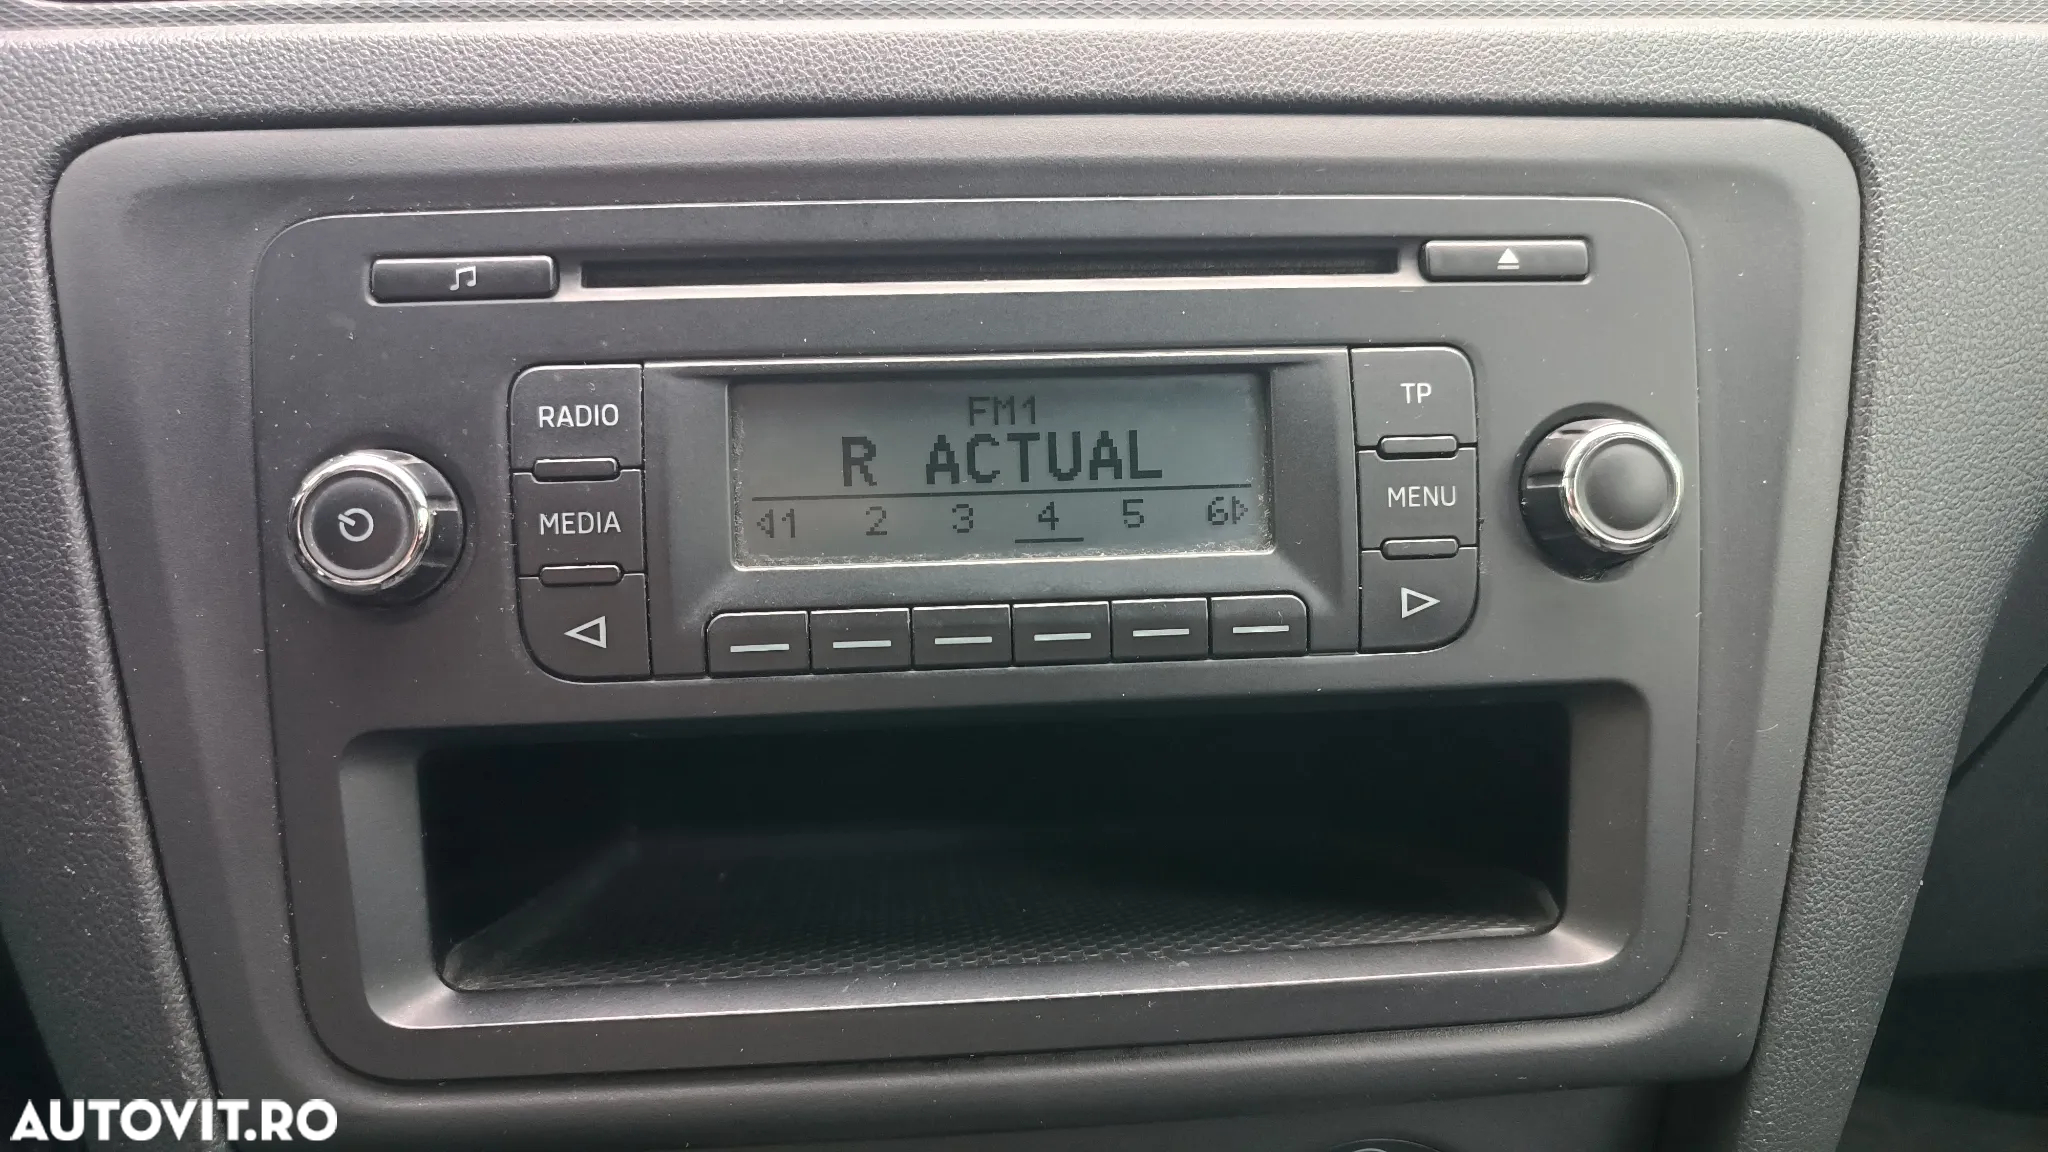 RADIO
MEDIA
FM1
R ACTUAL
1 2 3 4 5 6
TP
MENU
AUTOVIT.RO